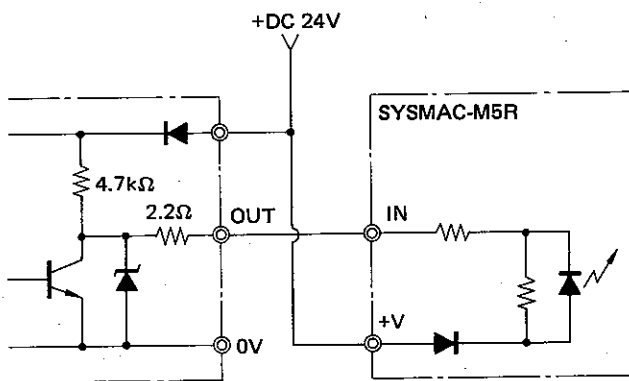 +DC 24V
SYSMAC-M5R
4.7kΩ
2.2Ω
OUT
IN
+V
0V